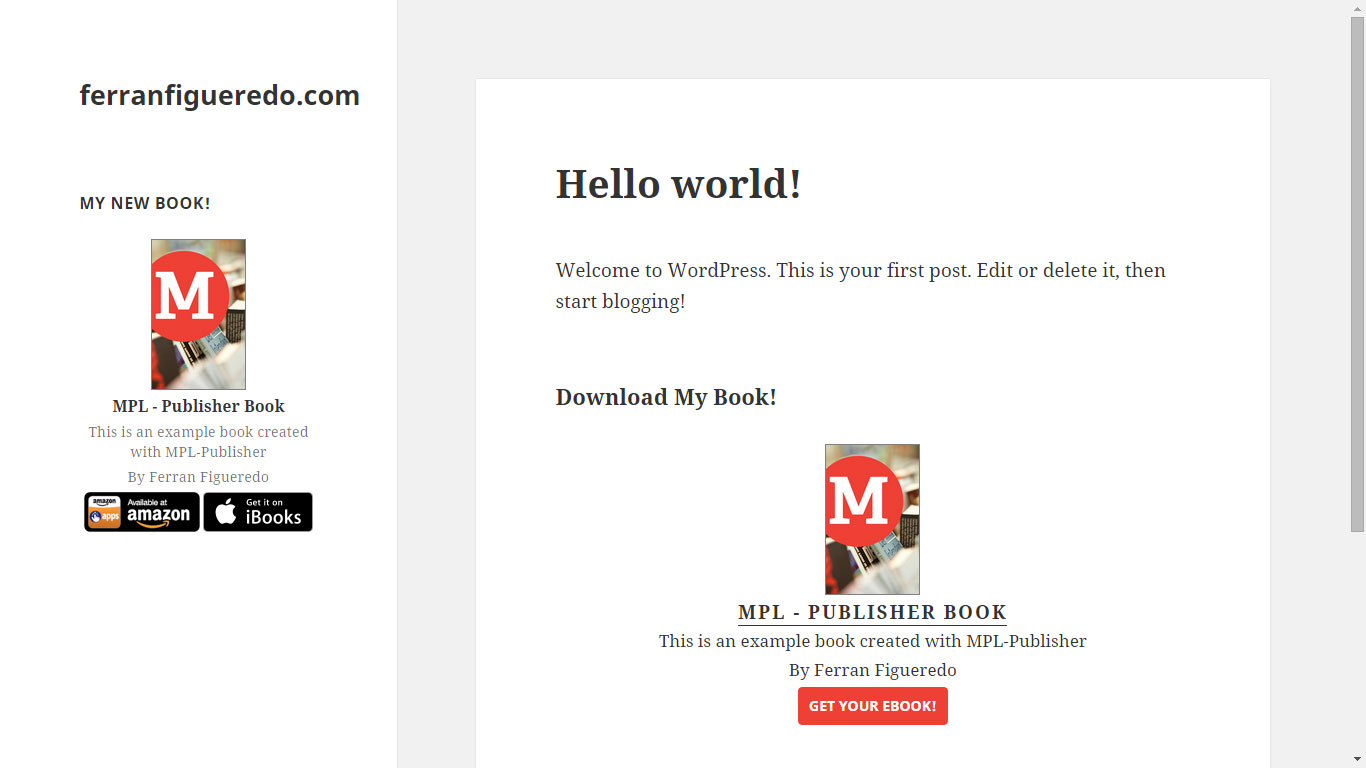 ferranfigueredo.com
MY NEW BOOK!
M
MPL - Publisher Book
This is an example book created
with MPL-Publisher
By Ferran Figueredo
amazon
apps
Available at
amazon
Get it on
iBooks
Hello world!
Welcome to WordPress. This is your first post. Edit or delete it, then
start blogging!
Download My Book!
M
MPL - PUBLISHER BOOK
This is an example book created with MPL-Publisher
By Ferran Figueredo
GET YOUR EBOOK!